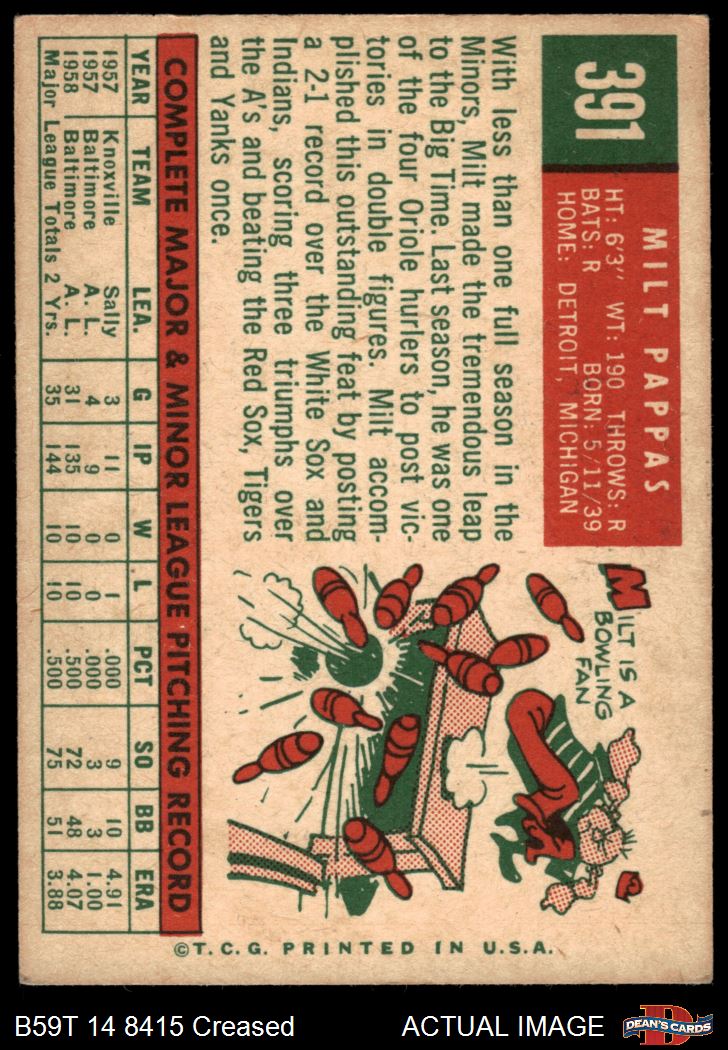 391
MILT PAPPAS
HT: 6'3" WT: 190 THROWS: R
BATS: R BORN: 5/11/39
HOME: DETROIT, MICHIGAN
With less than one full season in the
Minors, Milt made the tremendous leap
to the Big Time. Last season, he was one
of the four Oriole hurlers to post vic-
tories in double figures. Milt accom-
plished this outstanding feat by posting
a 2-1 record over the White Sox and
Indians, scoring three triumphs over
the A's and beating the Red Sox, Tigers
and Yanks once.
MILT IS A
BOWLING
FAN
COMPLETE MAJOR & MINOR LEAGUE PITCHING RECORD
YEAR TEAM LEA. G IP W L PCT SO BB ERA
1957 Knoxville Sally 3 11 0 1 .000 9 10 4.91
1957 Baltimore A. L. 4 9 0 0 .000 3 3 1.00
1958 Baltimore A. L. 31 135 10 10 .500 72 48 4.07
Major League Totals 2 Yrs. 35 144 10 10 .500 75 51 3.88
©T.C.G. PRINTED IN U.S.A.
B59T 14 8415 Creased
ACTUAL IMAGE
D
DEAN'S CARDS